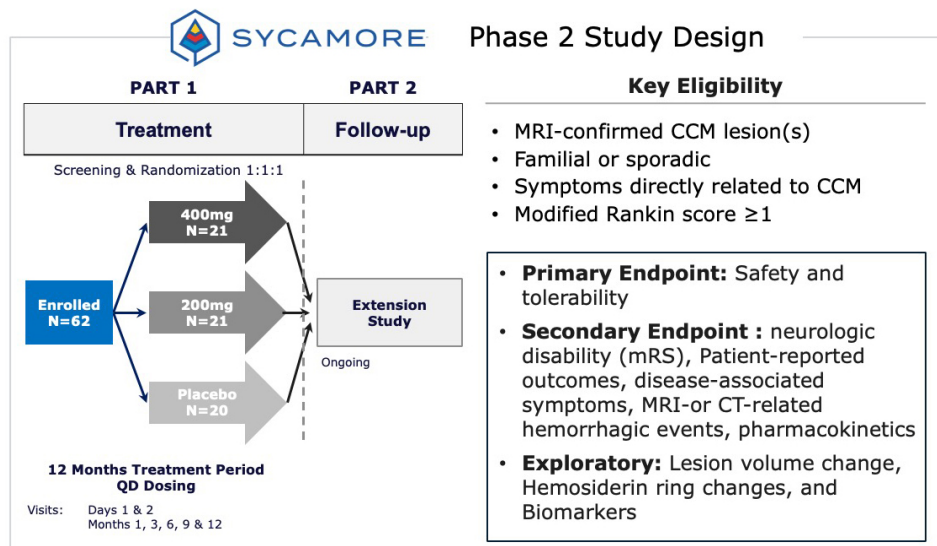 SYCAMORE
Phase 2 Study Design
PART 1
PART 2
Treatment
Follow-up
Screening & Randomization 1:1:1
400mg
N=21
Enrolled
N=62
200mg
N=21
Extension
Study
Ongoing
Placebo
N=20
12 Months Treatment Period
QD Dosing
Visits: Days 1 & 2
Months 1, 3, 6, 9 & 12
Key Eligibility
• MRI-confirmed CCM lesion(s)
• Familial or sporadic
• Symptoms directly related to CCM
• Modified Rankin score ≥1
• Primary Endpoint: Safety and
tolerability
• Secondary Endpoint : neurologic
disability (mRS), Patient-reported
outcomes, disease-associated
symptoms, MRI-or CT-related
hemorrhagic events, pharmacokinetics
• Exploratory: Lesion volume change,
Hemosiderin ring changes, and
Biomarkers